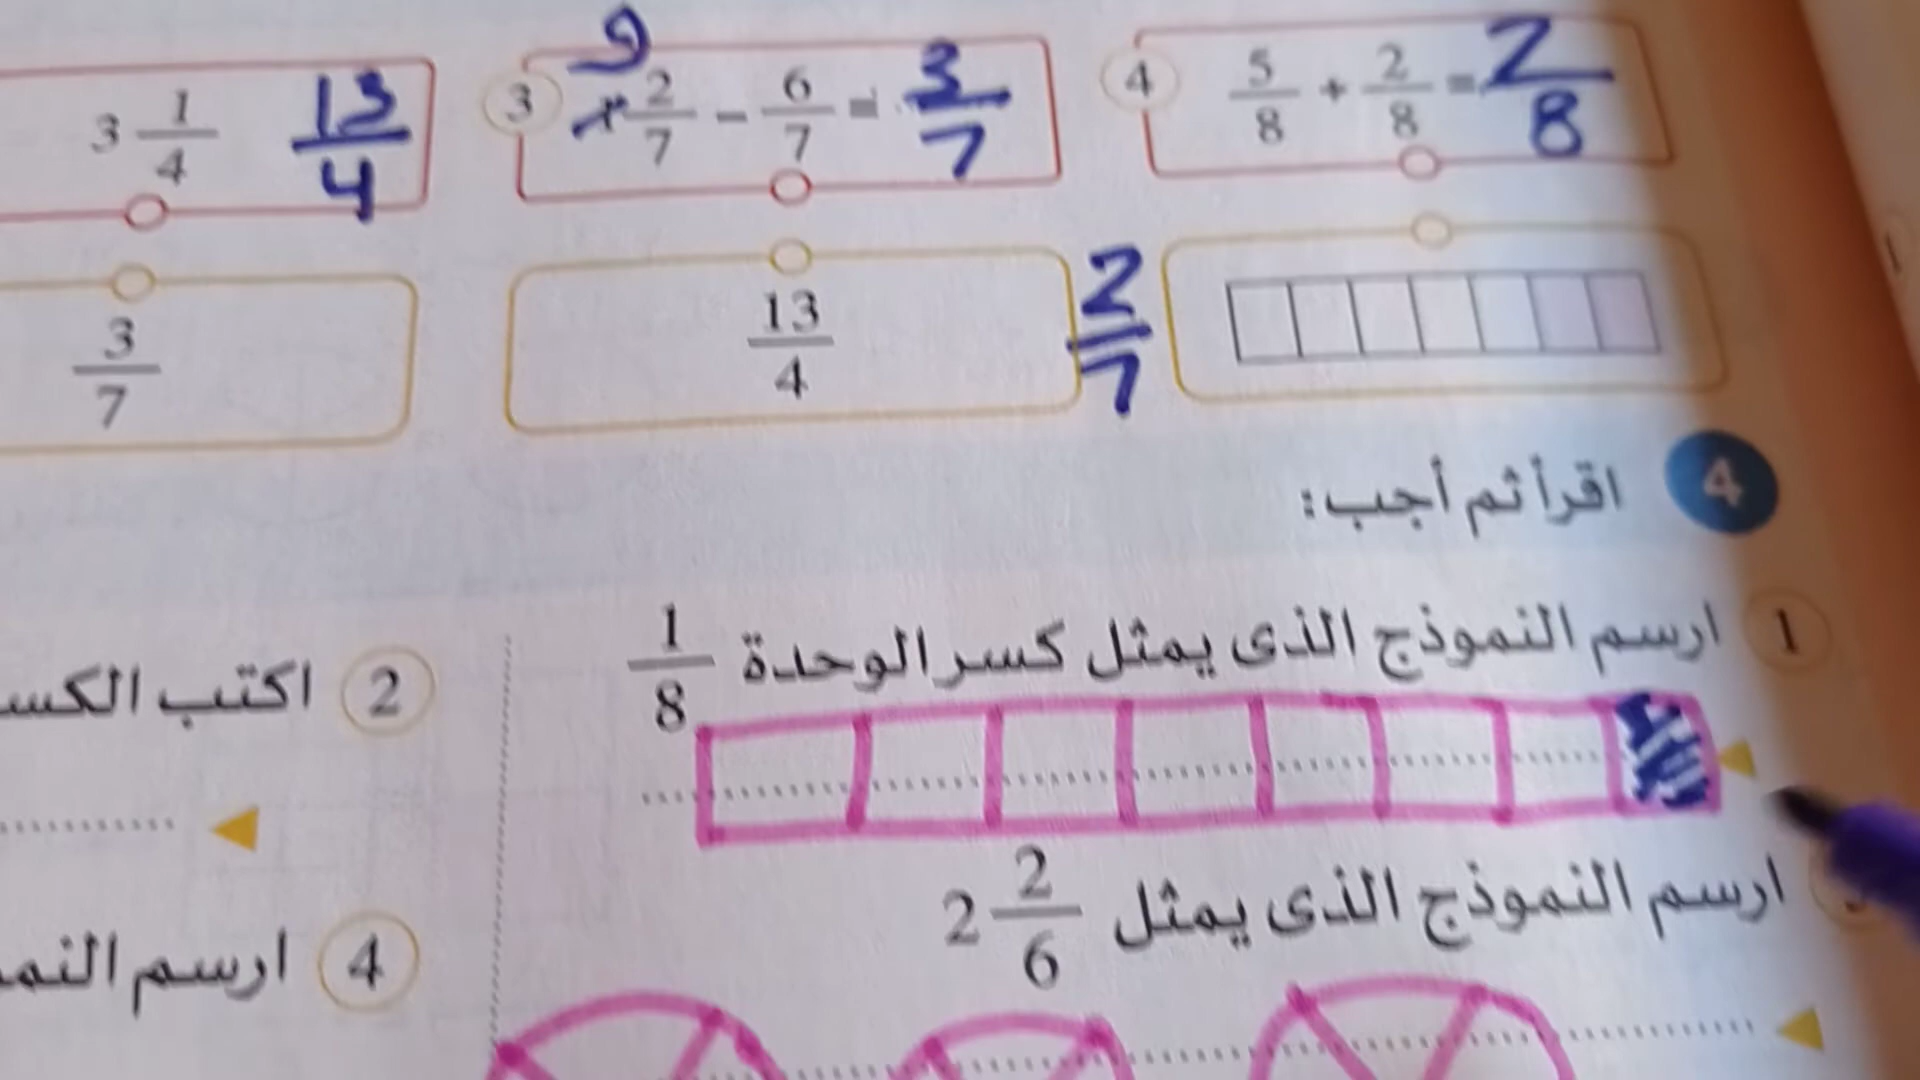 3 1/4 13/4
3 9 1 2/7 - 6/7 = 3/7
4 5/8 + 2/8 = 7/8
3/7
13/4
2/7
4 اقرأ ثم أجب:
1 ارسم النموذج الذى يمثل كسر الوحدة 1/8
2 اكتب الكس
ارسم النموذج الذى يمثل 2 2/6
4 ارسم النم